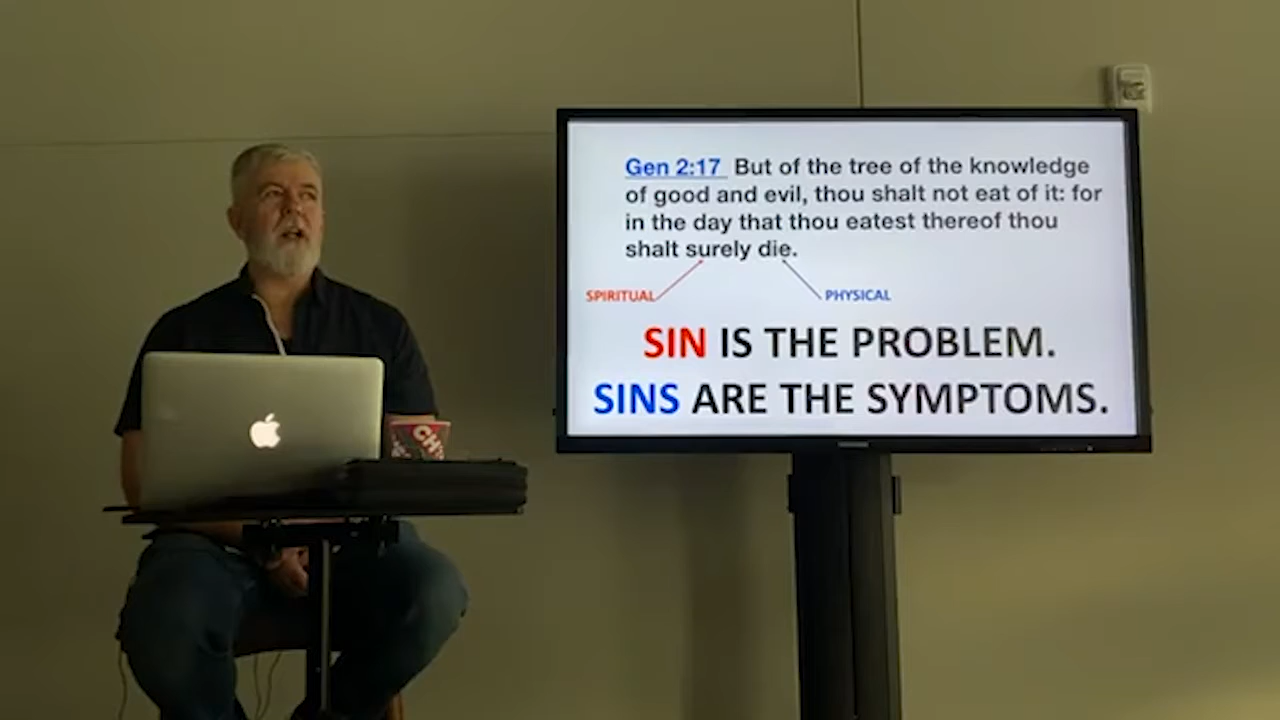 Gen 2:17 But of the tree of the knowledge
of good and evil, thou shalt not eat of it: for
in the day that thou eatest thereof thou
shalt surely die.
SPIRITUAL PHYSICAL
SIN IS THE PROBLEM.
SINS ARE THE SYMPTOMS.